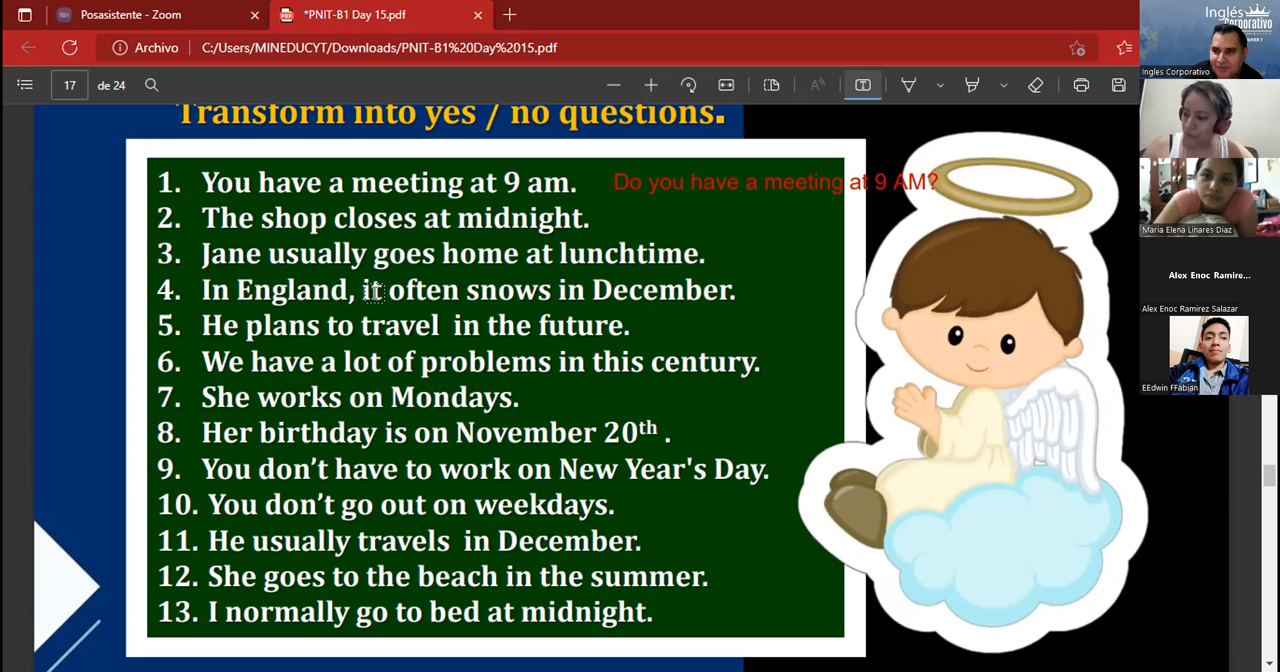 Posasistente - Zoom
*PNIT-B1 Day 15.pdf
Archivo
C:/Users/MINEDUCYT/Downloads/PNIT-B1%20Day%2015.pdf
17 de 24
Transform into yes / no questions.
1. You have a meeting at 9 am. Do you have a meeting at 9 AM?
2. The shop closes at midnight.
3. Jane usually goes home at lunchtime.
4. In England, it often snows in December.
5. He plans to travel in the future.
6. We have a lot of problems in this century.
7. She works on Mondays.
8. Her birthday is on November 20th .
9. You don't have to work on New Year's Day.
10. You don't go out on weekdays.
11. He usually travels in December.
12. She goes to the beach in the summer.
13. I normally go to bed at midnight.
Inglés
Corporativo
Ingles Corporativo
Maria Elena Linares Diaz
Alex Enoc Ramire...
Alex Enoc Ramirez Salazar
EEdwin FFabian